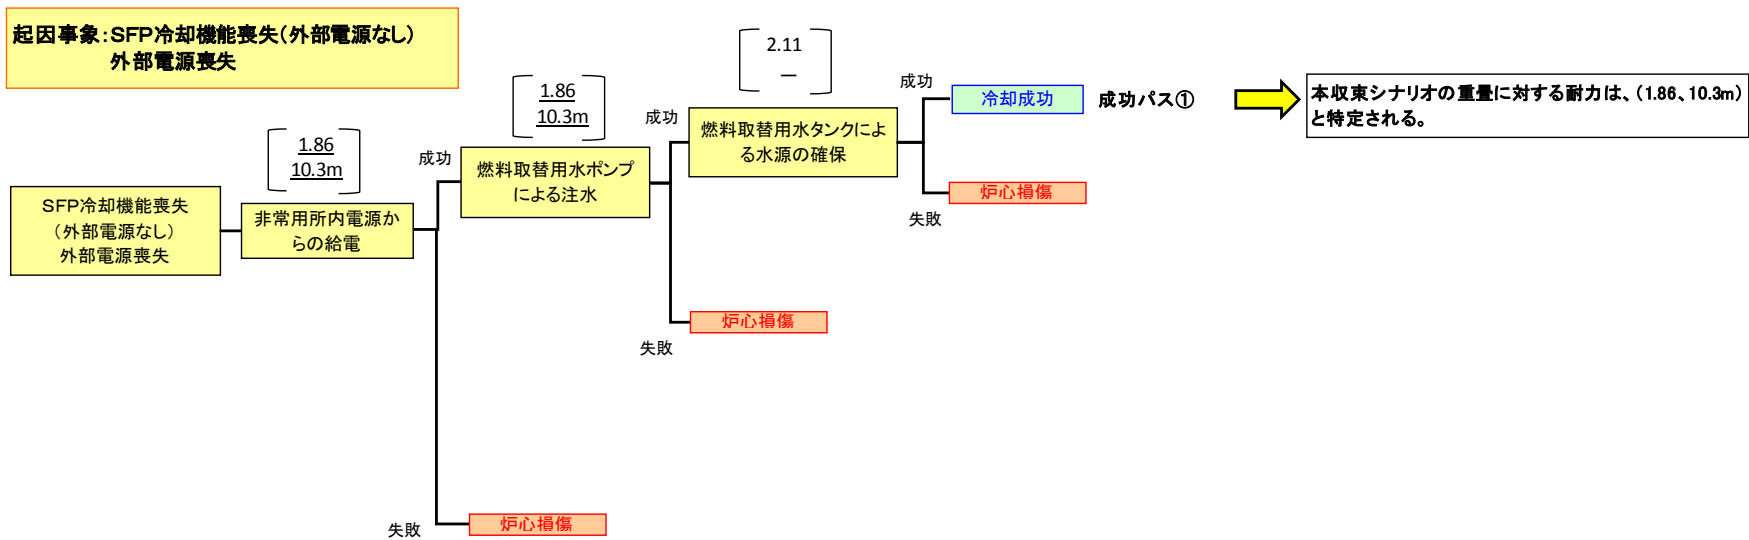 起因事象：ＳＦＰ冷却機能喪失（外部電源なし）
外部電源喪失
2.11
―
1.86
10.3m
1.86
10.3m
成功
冷却成功
成功パス①
本収束シナリオの重畳に対する耐力は、（1.86、10.3m）
と特定される。
成功
燃料取替用水タンクによ
る水源の確保
成功
燃料取替用水ポンプ
による注水
炉心損傷
失敗
ＳＦＰ冷却機能喪失
（外部電源なし）
外部電源喪失
非常用所内電源か
らの給電
炉心損傷
失敗
炉心損傷
失敗